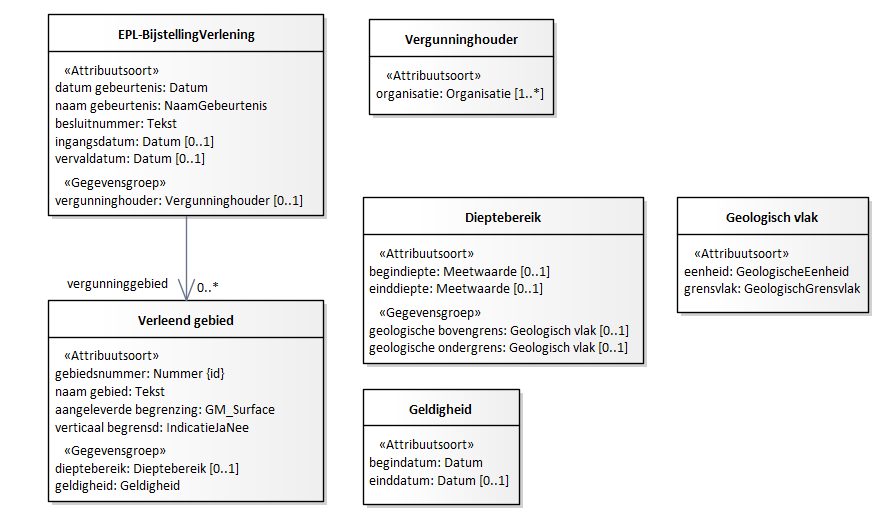 EPL-BijstellingVerlening
«Attribuutsoort»
datum gebeurtenis: Datum
naam gebeurtenis: NaamGebeurtenis
besluitnummer: Tekst
ingangsdatum: Datum [0..1]
vervaldatum: Datum [0..1]
«Gegevensgroep»
vergunninghouder: Vergunninghouder [0..1]
Vergunninghouder
«Attribuutsoort»
organisatie: Organisatie [1..*]
vergunninggebied
0..*
Verleend gebied
«Attribuutsoort»
gebiedsnummer: Nummer {id}
naam gebied: Tekst
aangeleverde begrenzing: GM_Surface
verticaal begrensd: IndicatieJaNee
«Gegevensgroep»
dieptebereik: Dieptebereik [0..1]
geldigheid: Geldigheid
Dieptebereik
«Attribuutsoort»
begindiepte: Meetwaarde [0..1]
einddiepte: Meetwaarde [0..1]
«Gegevensgroep»
geologische bovengrens: Geologisch vlak [0..1]
geologische ondergrens: Geologisch vlak [0..1]
Geologisch vlak
«Attribuutsoort»
eenheid: GeologischeEenheid
grensvlak: GeologischGrensvlak
Geldigheid
«Attribuutsoort»
begindatum: Datum
einddatum: Datum [0..1]